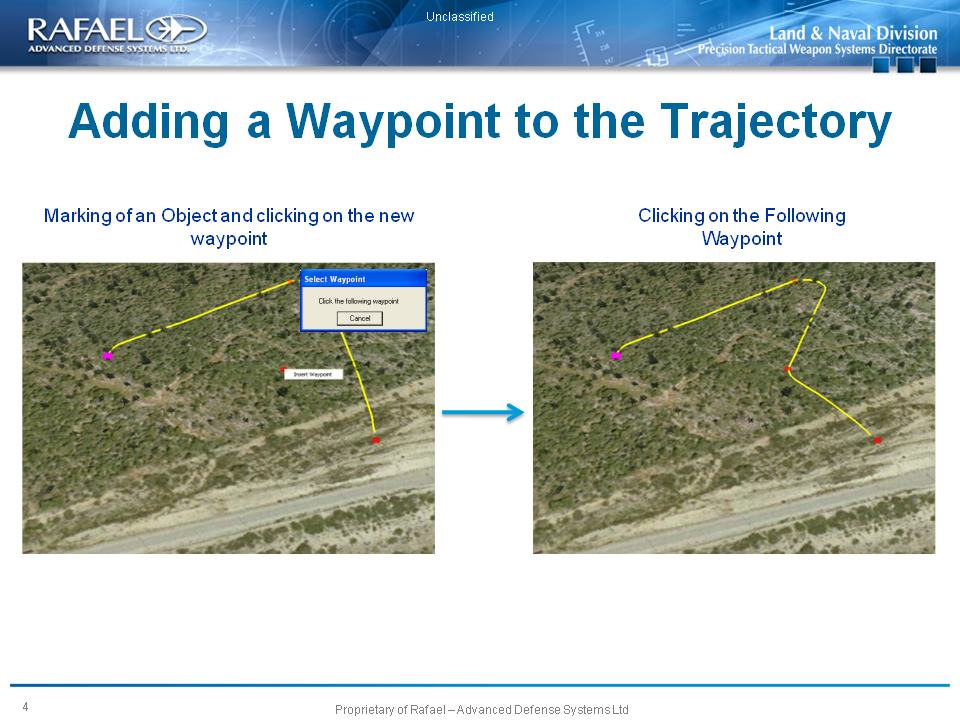 Unclassified
RAFAEL
ADVANCED DEFENSE SYSTEMS LTD.
Land & Naval Division
Precision Tactical Weapon Systems Directorate
Adding a Waypoint to the Trajectory
Marking of an Object and clicking on the new
waypoint
Clicking on the Following
Waypoint
Select Waypoint
Click the following waypoint
Cancel
Insert Waypoint
4
Proprietary of Rafael – Advanced Defense Systems Ltd